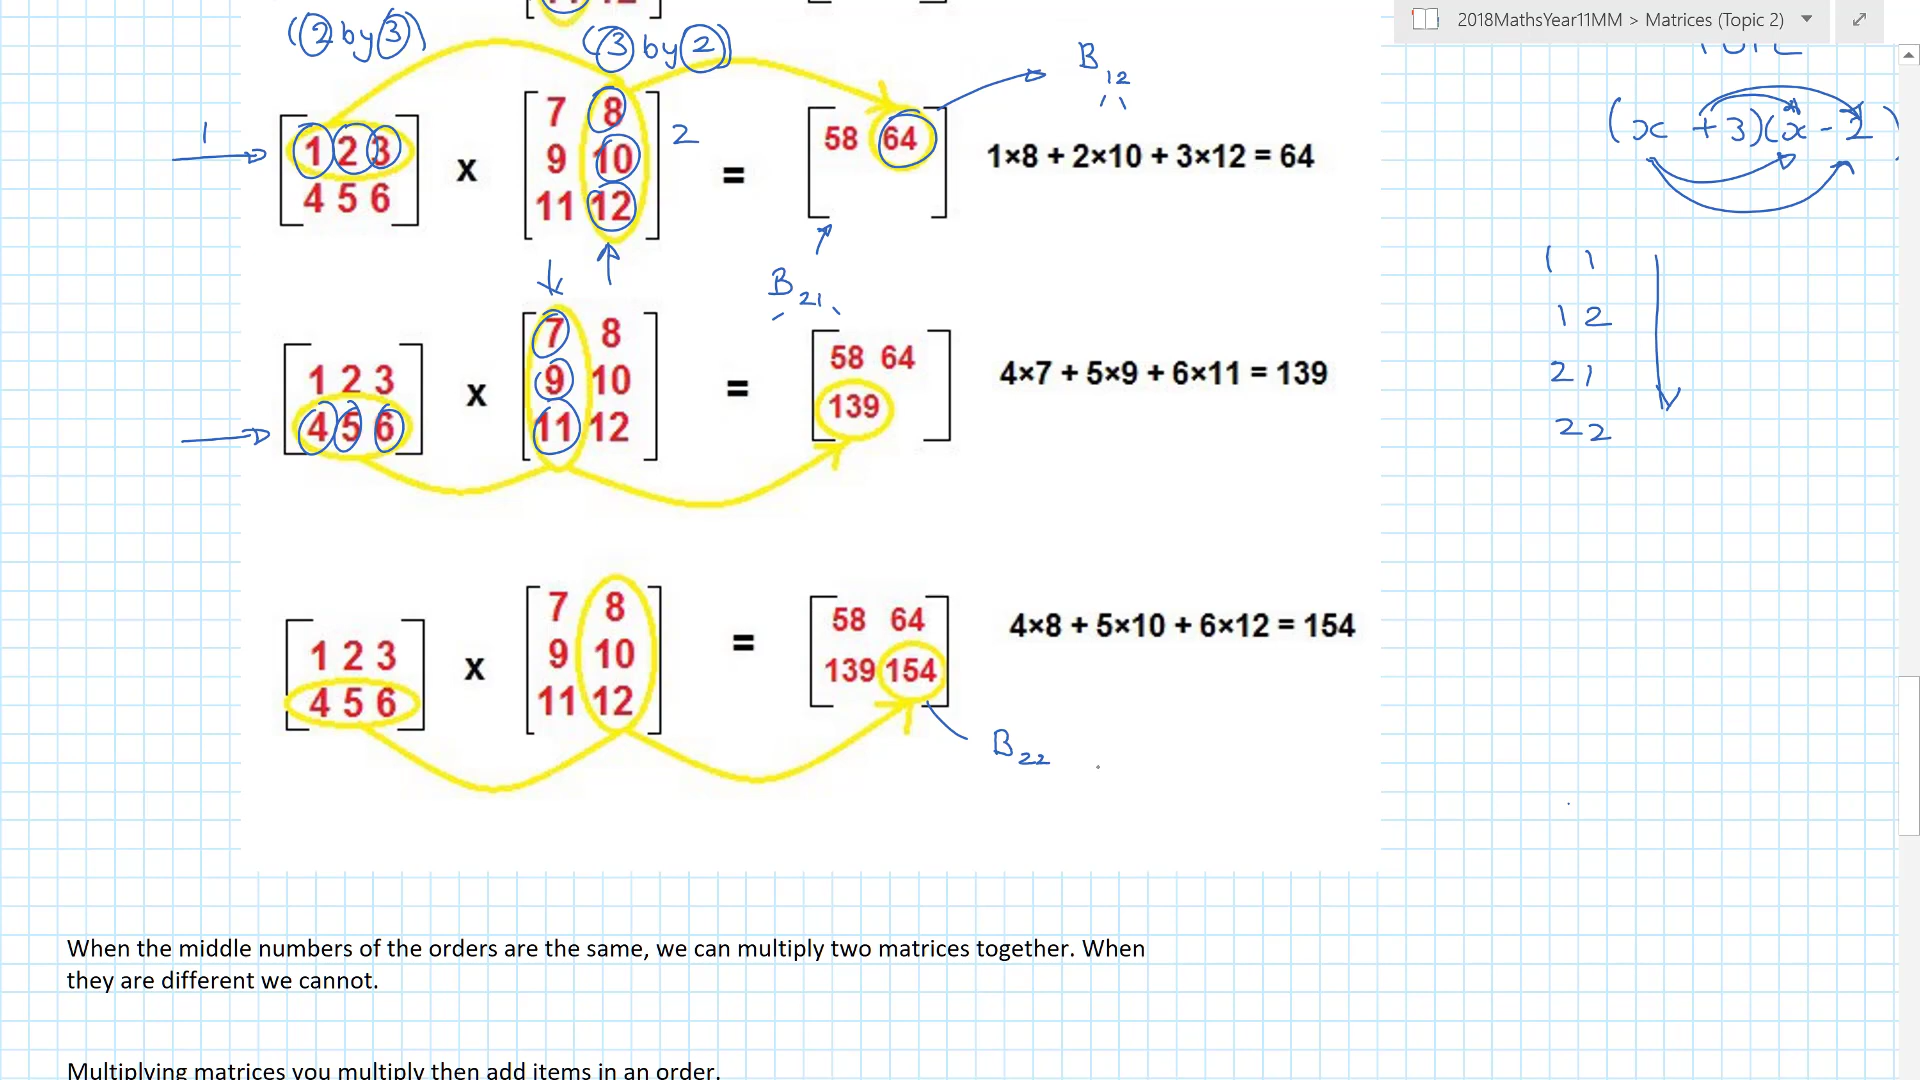 2018MathsYear11MM > Matrices (Topic 2)
(2 by 3) (3 by 2)
B 12
1
1 2 3
4 5 6
x
7 8
9 10
11 12
2
=
58 64
1×8 + 2×10 + 3×12 = 64
(x + 3)(x - 2)
B 21
1 1
1 2
2 1
2 2
1 2 3
4 5 6
x
7 8
9 10
11 12
=
58 64
139
4×7 + 5×9 + 6×11 = 139
1 2 3
4 5 6
x
7 8
9 10
11 12
=
58 64
139 154
4×8 + 5×10 + 6×12 = 154
B 22
When the middle numbers of the orders are the same, we can multiply two matrices together. When
they are different we cannot.
Multiplying matrices you multiply then add items in an order.